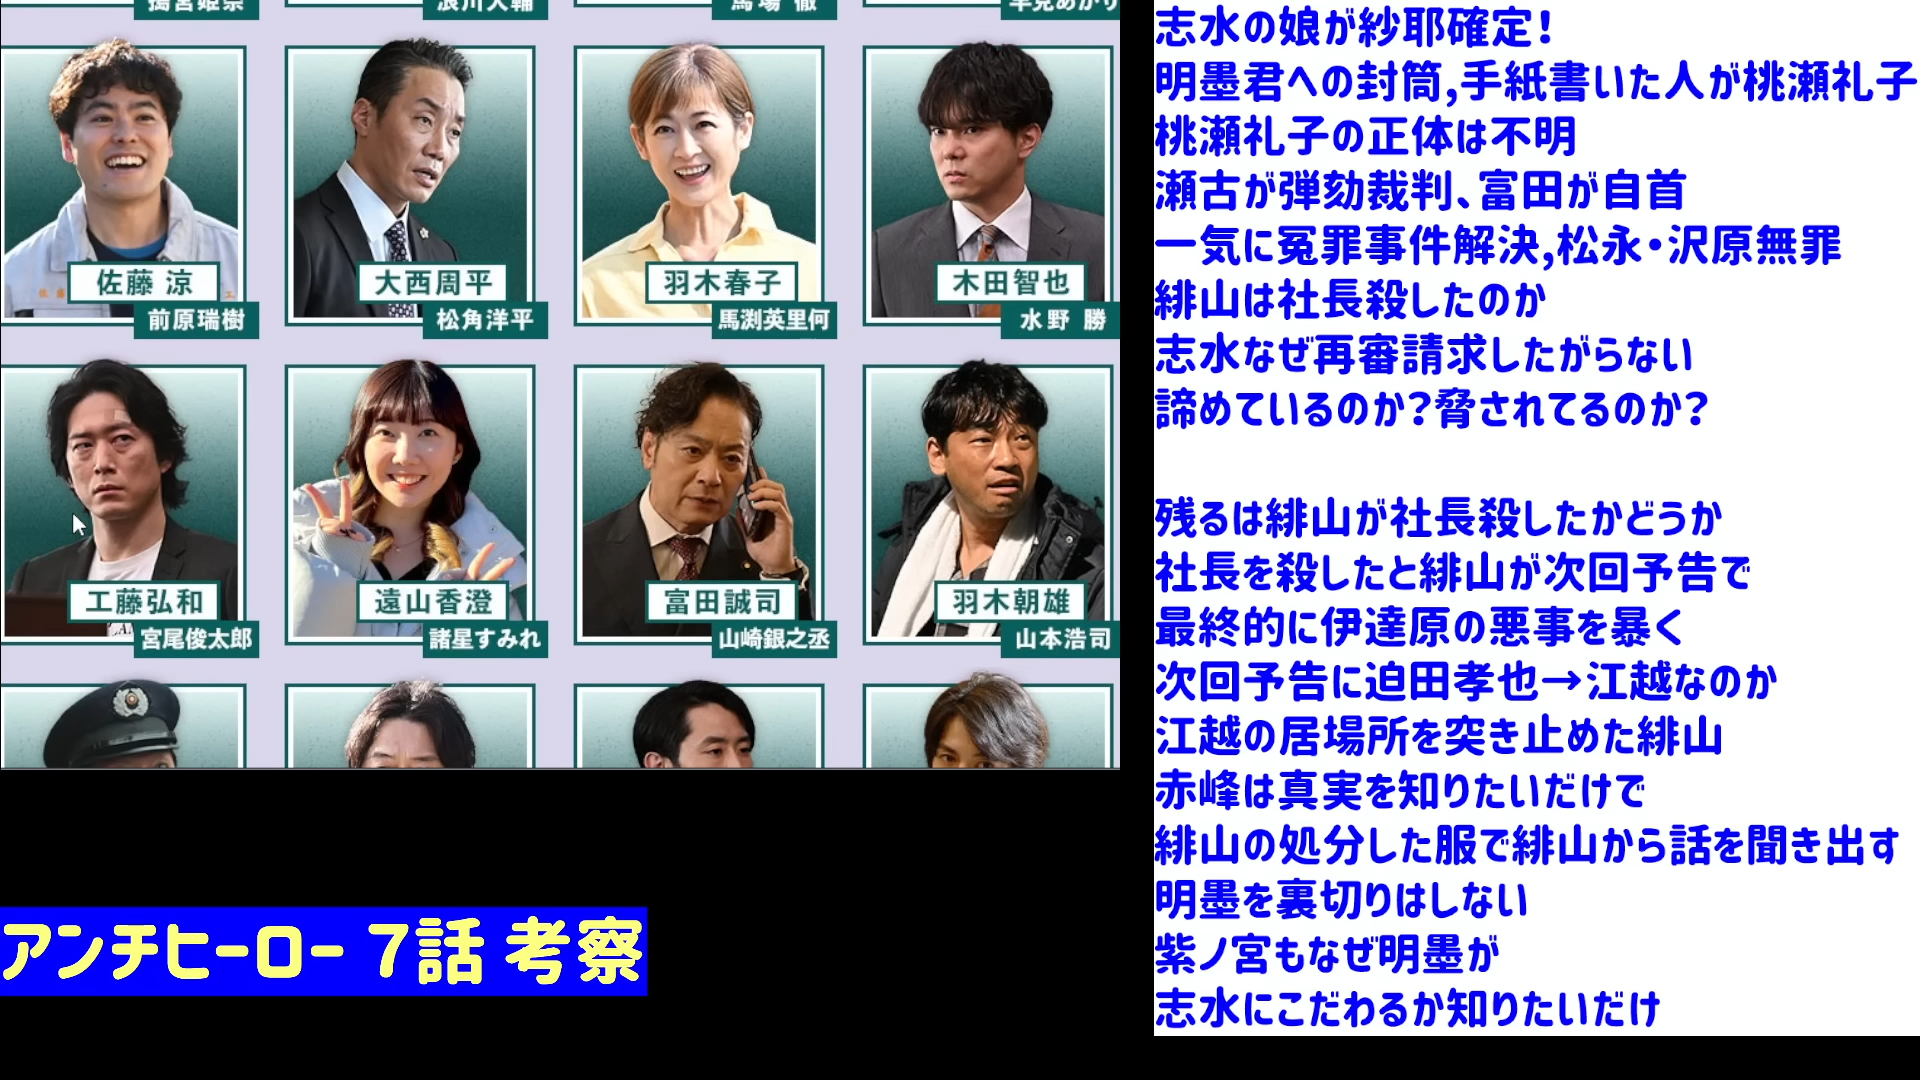 浪川大輔
馬場 徹
早見あかり
佐藤 涼
前原瑞樹
大西周平
松角洋平
羽木春子
馬渕英里何
木田智也
水野 勝
工藤弘和
宮尾俊太郎
遠山香澄
諸星すみれ
富田誠司
山崎銀之丞
羽木朝雄
山本浩司
アンチヒーロー 7話 考察
志水の娘が紗耶確定!
明墨君への封筒,手紙書いた人が桃瀬礼子
桃瀬礼子の正体は不明
瀬古が弾劾裁判、富田が自首
一気に冤罪事件解決,松永・沢原無罪
緋山は社長殺したのか
志水なぜ再審請求したがらない
諦めているのか?脅されてるのか?
残るは緋山が社長殺したかどうか
社長を殺したと緋山が次回予告で
最終的に伊達原の悪事を暴く
次回予告に迫田孝也→江越なのか
江越の居場所を突き止めた緋山
赤峰は真実を知りたいだけで
緋山の処分した服で緋山から話を聞き出す
明墨を裏切りはしない
紫ノ宮もなぜ明墨が
志水にこだわるか知りたいだけ